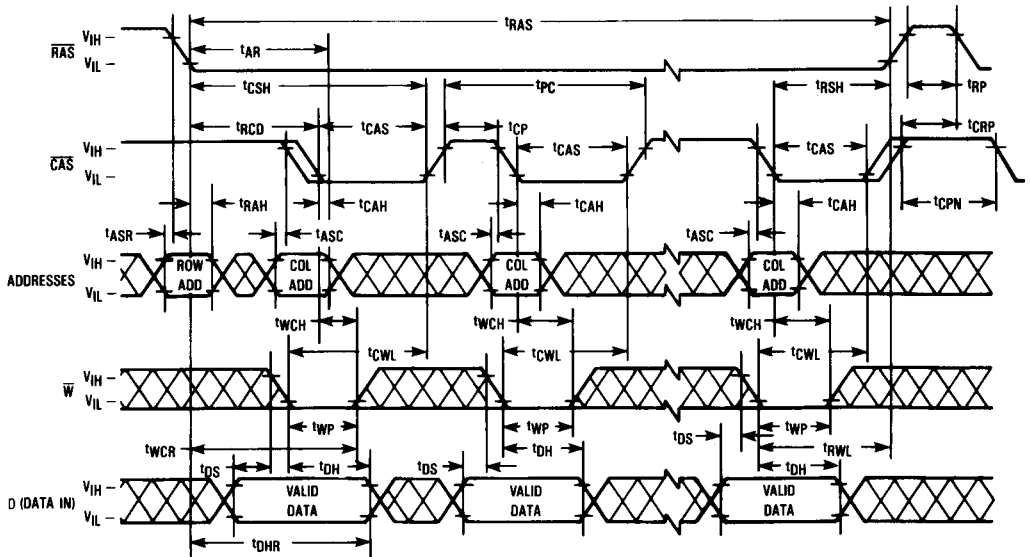 tRAS
RAS VIH
VIL
tAR
tCSH tPC tRSH tRP
tRCD tCAS tCP tCRP
CAS VIH
VIL
tCAS tCAS
tRAH tCAH tCAH tCAH tCPN
tASR tASC tASC tASC
ADDRESSES VIH
VIL
ROW ADD COL ADD COL ADD COL ADD
tWCH tWCH tWCH
tCWL tCWL tCWL
W VIH
VIL
tWP tWP tWP
tWCR tDS tRWL
tDS tDH tDS tDH tDH
D (DATA IN) VIH
VIL
VALID DATA VALID DATA VALID DATA
tDHR